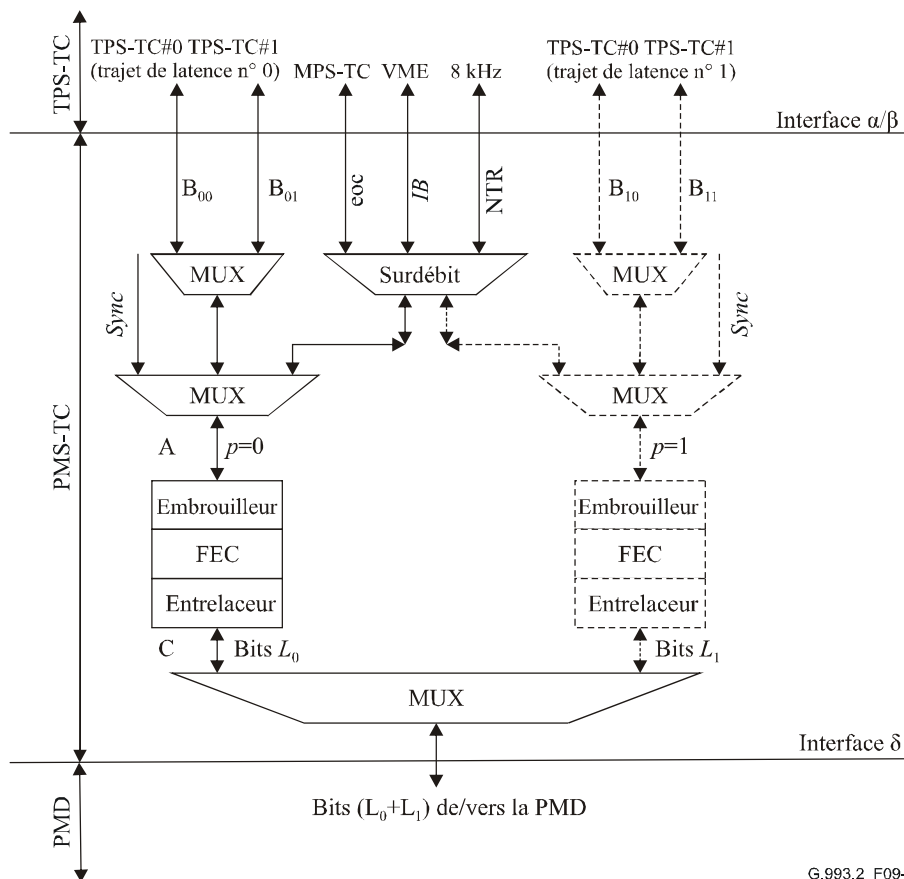 TPS-TC
TPS-TC#0 TPS-TC#1
(trajet de latence n° 0)
MPS-TC VME 8 kHz
TPS-TC#0 TPS-TC#1
(trajet de latence n° 1)
Interface α/β
PMS-TC
B₀₀
B₀₁
eoc
IB
NTR
B₁₀
B₁₁
MUX
Surdébit
MUX
Sync
Sync
MUX
MUX
A
p=0
p=1
Embrouilleur
Embrouilleur
FEC
FEC
Entrelaceur
Entrelaceur
C
Bits L₀
Bits L₁
MUX
Interface δ
PMD
Bits (L₀+L₁) de/vers la PMD
G.993.2_F09-